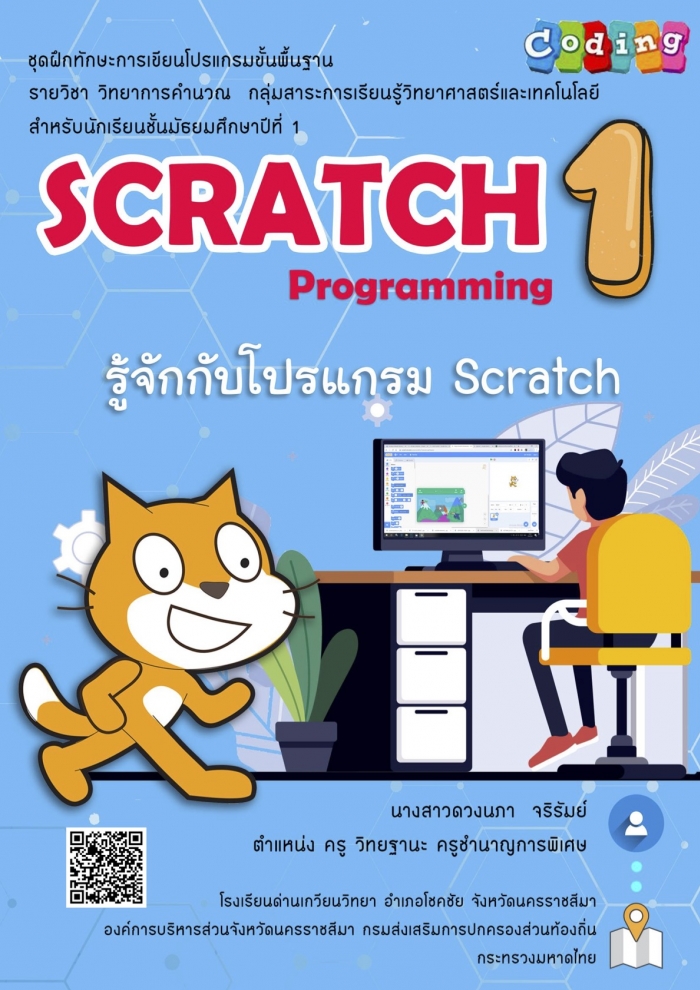 Coding
ชุดฝึกทักษะการเขียนโปรแกรมขั้นพื้นฐาน
รายวิชา วิทยาการคำนวณ กลุ่มสาระการเรียนรู้วิทยาศาสตร์และเทคโนโลยี
สำหรับนักเรียนชั้นมัธยมศึกษาปีที่ 1
SCRATCH 1
Programming
รู้จักกับโปรแกรม Scratch
นางสาวดวงนภา จริรัมย์
ตำแหน่ง ครู วิทยฐานะ ครูชำนาญการพิเศษ
โรงเรียนด่านเกวียนวิทยา อำเภอโชคชัย จังหวัดนครราชสีมา
องค์การบริหารส่วนจังหวัดนครราชสีมา กรมส่งเสริมการปกครองส่วนท้องถิ่น
กระทรวงมหาดไทย